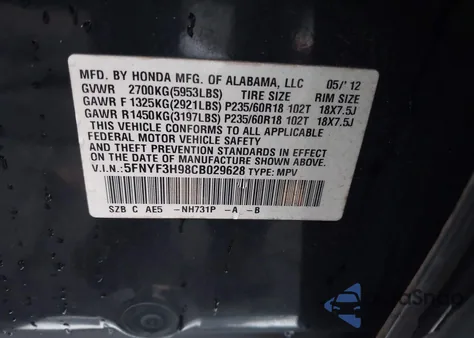 MFD. BY HONDA MFG. OF ALABAMA, LLC 05/'12
GVWR 2700KG(5953LBS) TIRE SIZE RIM SIZE
GAWR F 1325KG(2921LBS) P235/60R18 102T 18X7.5J
GAWR R1450KG(3197LBS) P235/60R18 102T 18X7.5J
THIS VEHICLE CONFORMS TO ALL APPLICABLE
FEDERAL MOTOR VEHICLE SAFETY
AND THEFT PREVENTION STANDARDS
IN EFFECT ON THE DATE OF MANUFACTURE SHOWN ABOVE.
V.I.N.:5FNYF3H98CB029628 TYPE: MPV
SZB C AE5 -NH731P -A -B